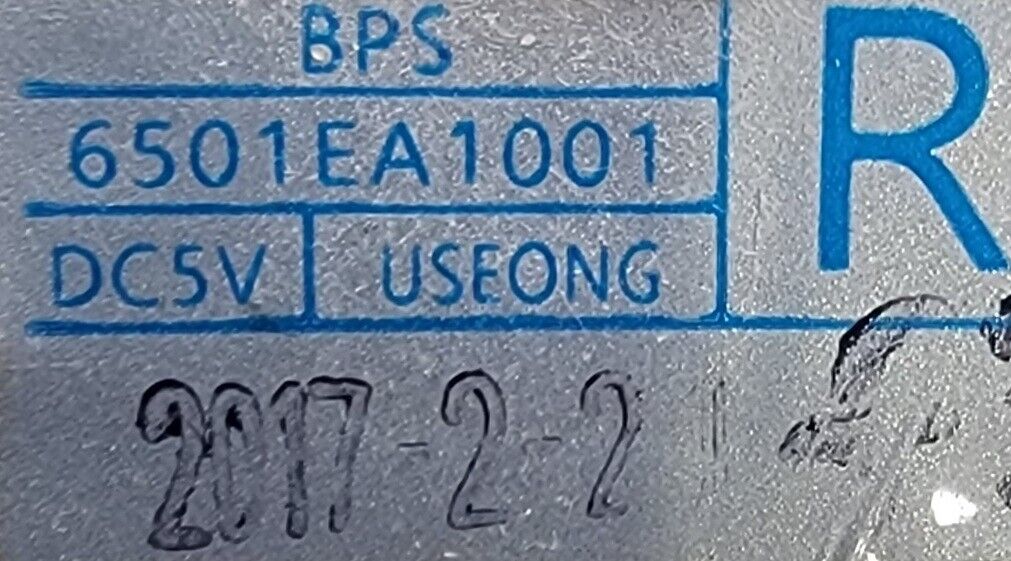 BPS
R
6501EA1001
DC5V USEONG
2017-2-2